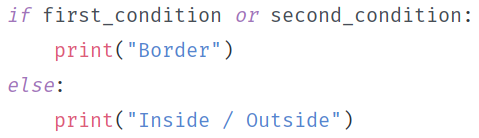 if first_condition or second_condition:
    print("Border")
else:
    print("Inside / Outside")